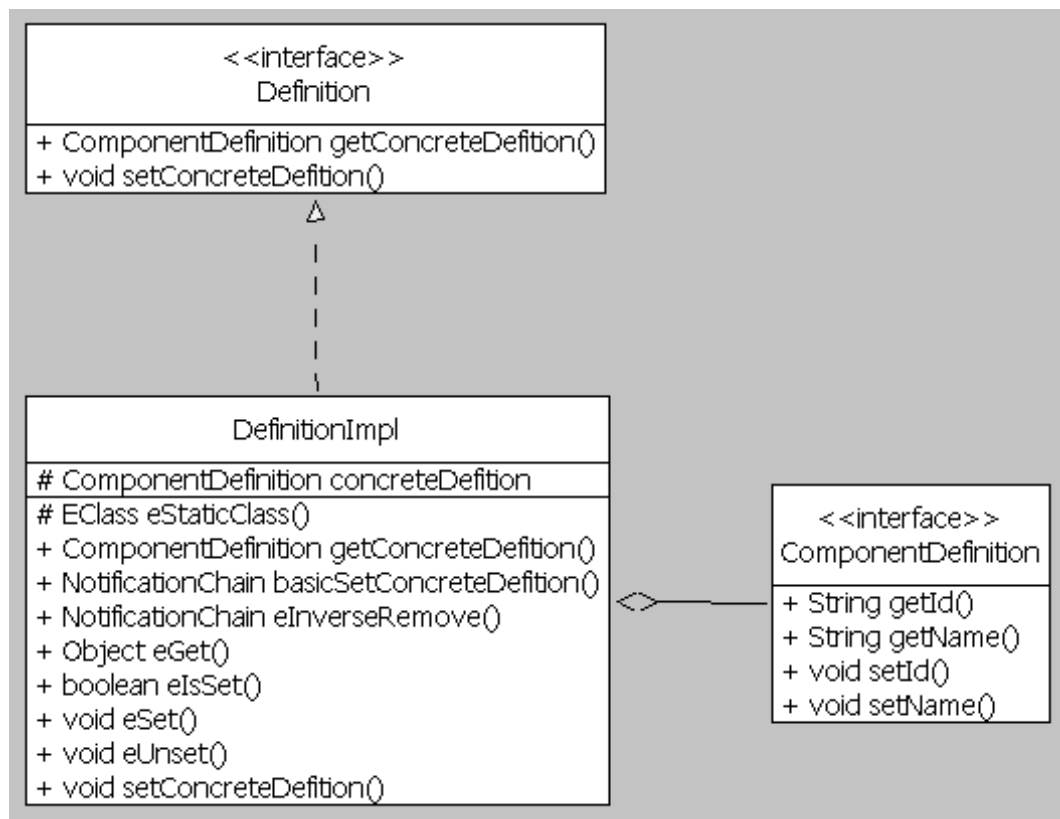 <<interface>>
Definition
+ ComponentDefinition getConcreteDefition()
+ void setConcreteDefition()
DefinitionImpl
# ComponentDefinition concreteDefition
# EClass eStaticClass()
+ ComponentDefinition getConcreteDefition()
+ NotificationChain basicSetConcreteDefition()
+ NotificationChain eInverseRemove()
+ Object eGet()
+ boolean eIsSet()
+ void eSet()
+ void eUnset()
+ void setConcreteDefition()
<<interface>>
ComponentDefinition
+ String getId()
+ String getName()
+ void setId()
+ void setName()